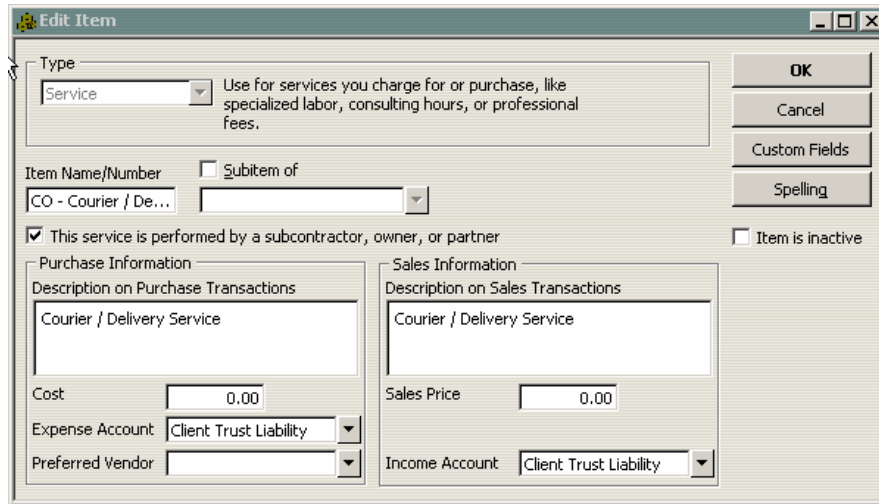 Edit Item
Type
Service
Use for services you charge for or purchase, like
specialized labor, consulting hours, or professional
fees.
OK
Cancel
Custom Fields
Spelling
Item Name/Number
Subitem of
CO - Courier / De...
This service is performed by a subcontractor, owner, or partner
Item is inactive
Purchase Information
Description on Purchase Transactions
Courier / Delivery Service
Cost
0.00
Expense Account
Client Trust Liability
Preferred Vendor
Sales Information
Description on Sales Transactions
Courier / Delivery Service
Sales Price
0.00
Income Account
Client Trust Liability